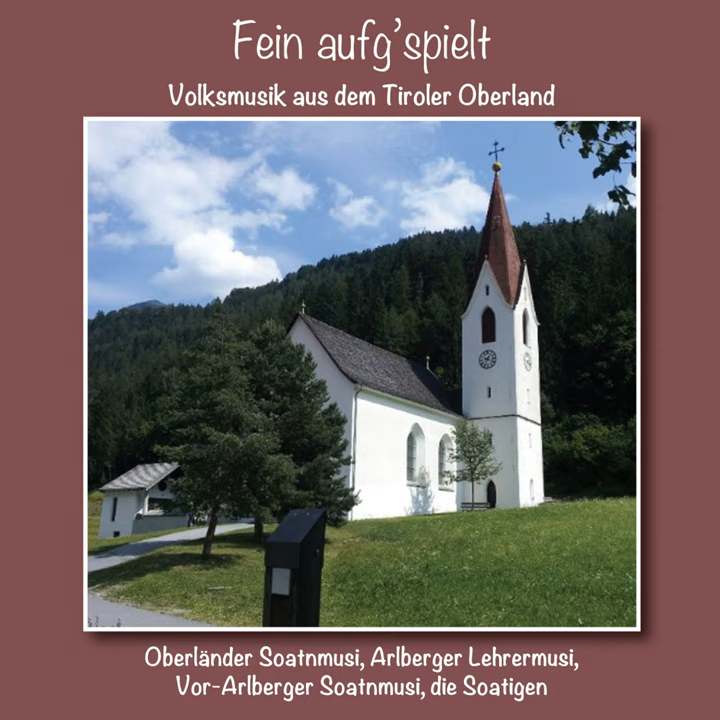 Fein aufg'spielt
Volksmusik aus dem Tiroler Oberland
Oberländer Soatnmusi, Arlberger Lehrermusi,
Vor-Arlberger Soatnmusi, die Soatigen